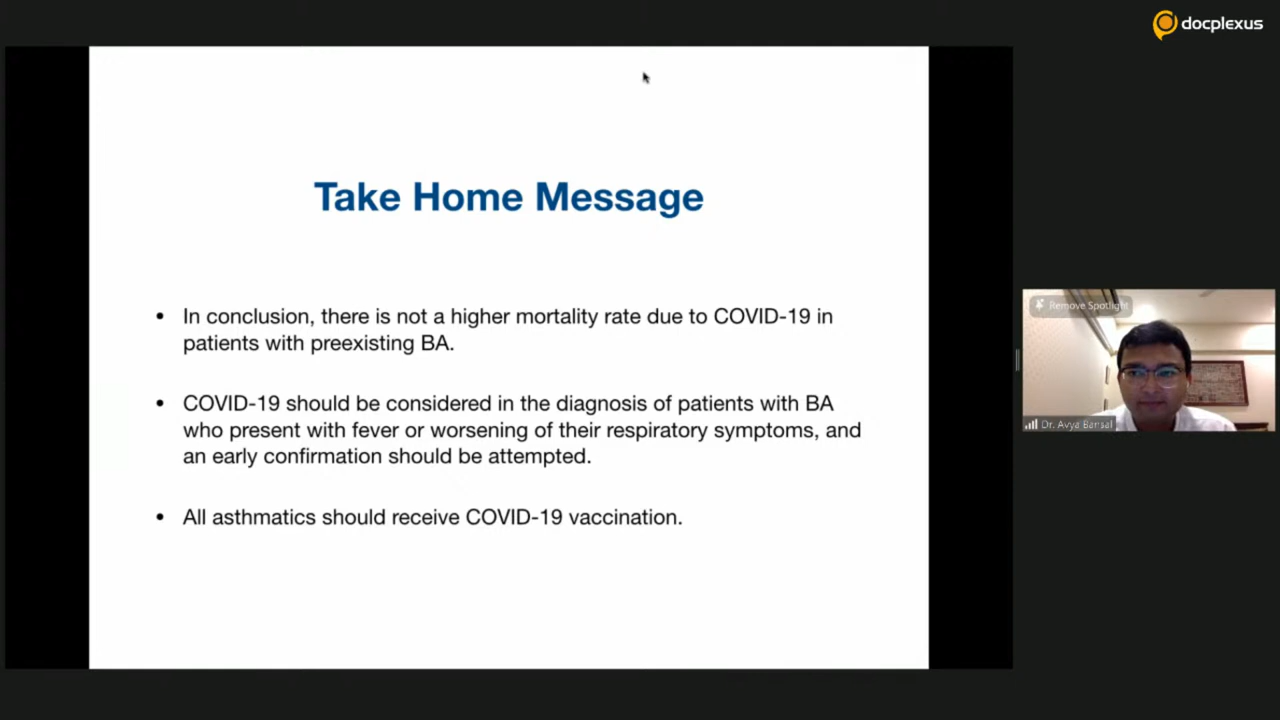 docplexus
Take Home Message
• In conclusion, there is not a higher mortality rate due to COVID-19 in
patients with preexisting BA.
• COVID-19 should be considered in the diagnosis of patients with BA
who present with fever or worsening of their respiratory symptoms, and
an early confirmation should be attempted.
• All asthmatics should receive COVID-19 vaccination.
Remove Spotlight
Dr. Avya Bansal